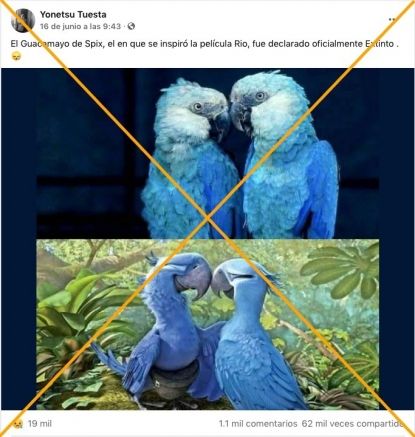 Yonetsu Tuesta
16 de junio a las 9:43 ·
El Guacamayo de Spix, el en que se inspiró la película Rio, fue declarado oficialmente Extinto .
19 mil
1.1 mil comentarios 62 mil veces compartido